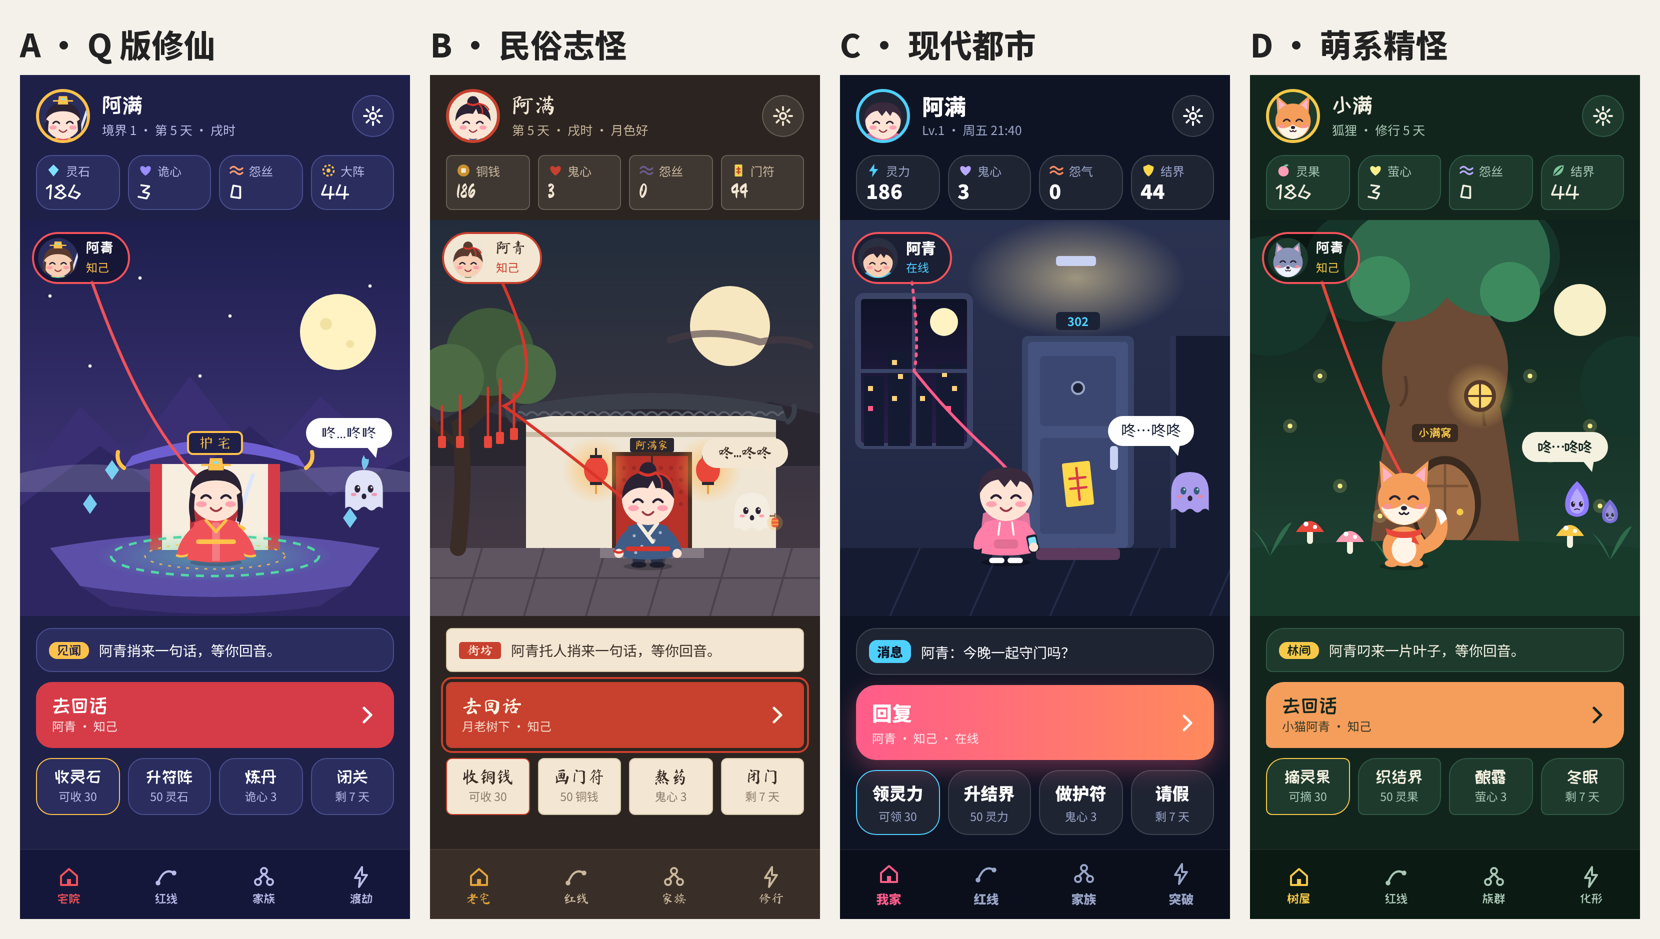 A · Q 版修仙
阿满
境界 1 · 第 5 天 · 戌时
灵石
186
诡心
3
怨丝
0
大阵
44
知己
护 宅
咚...咚咚
见闻
阿青捎来一句话，等你回音。
去回话
阿青 · 知己
收灵石
可收 30
升符阵
50 灵石
炼丹
诡心 3
闭关
剩 7 天
宅院
红线
家族
渡劫
B · 民俗志怪
阿满
第 5 天 · 戌时 · 月色好
铜钱
186
鬼心
3
怨丝
0
门符
44
阿青
知己
阿满家
咚...咚咚
街坊
阿青托人捎来一句话，等你回音。
去回话
月老树下 · 知己
收铜钱
可收 30
画门符
50 铜钱
熬药
鬼心 3
闭门
剩 7 天
老宅
红线
家族
修行
C · 现代都市
阿满
Lv.1 · 周五 21:40
灵力
186
鬼心
3
怨气
0
结界
44
阿青
在线
302
咚···咚咚
消息
阿青：今晚一起守门吗?
回复
阿青 · 知己 · 在线
领灵力
可领 30
升结界
50 灵力
做护符
鬼心 3
请假
剩 7 天
我家
红线
家族
突破
D · 萌系精怪
小满
狐狸 · 修行 5 天
灵果
186
萤心
3
怨丝
0
结界
44
知己
小满窝
咚···咚咚
林间
阿青叼来一片叶子，等你回音。
去回话
小猫阿青 · 知己
摘灵果
可摘 30
织结界
50 灵果
酿露
萤心 3
冬眠
剩 7 天
树屋
红线
族群
化形